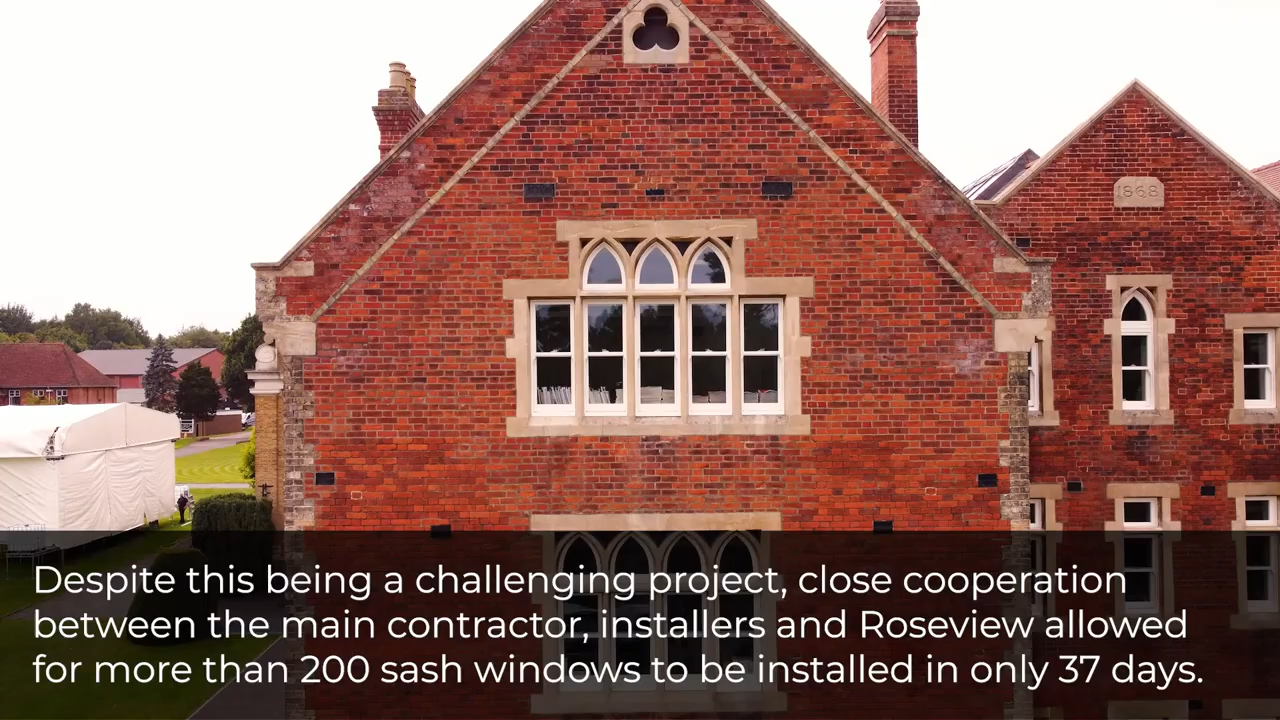 1868
Despite this being a challenging project, close cooperation
between the main contractor, installers and Roseview allowed
for more than 200 sash windows to be installed in only 37 days.